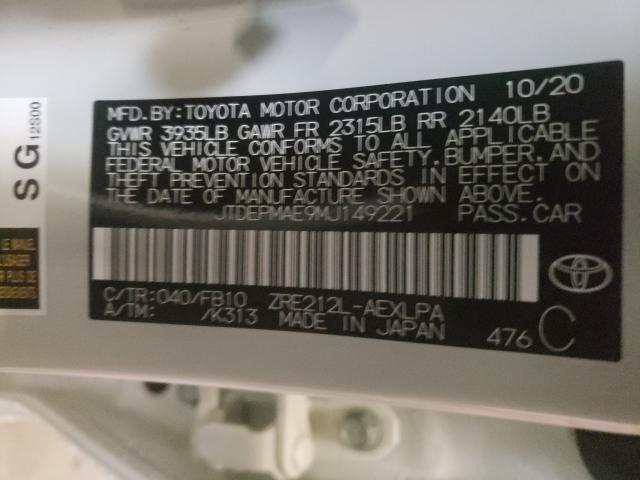 MFD. BY: TOYOTA MOTOR CORPORATION 10/20
GVWR 3935LB GAWR FR 2315LB RR 2140LB
THIS VEHICLE CONFORMS TO ALL APPLICABLE
FEDERAL MOTOR VEHICLE SAFETY, BUMPER, AND
THEFT PREVENTION STANDARDS IN EFFECT ON
THE DATE OF MANUFACTURE SHOWN ABOVE.
JTDEPMAE9MJ149221 PASS.CAR
C/TR:040/FB10 ZRE212L-AEXLPA
A/TM: /K313 MADE IN JAPAN
476 C
SG
12S00